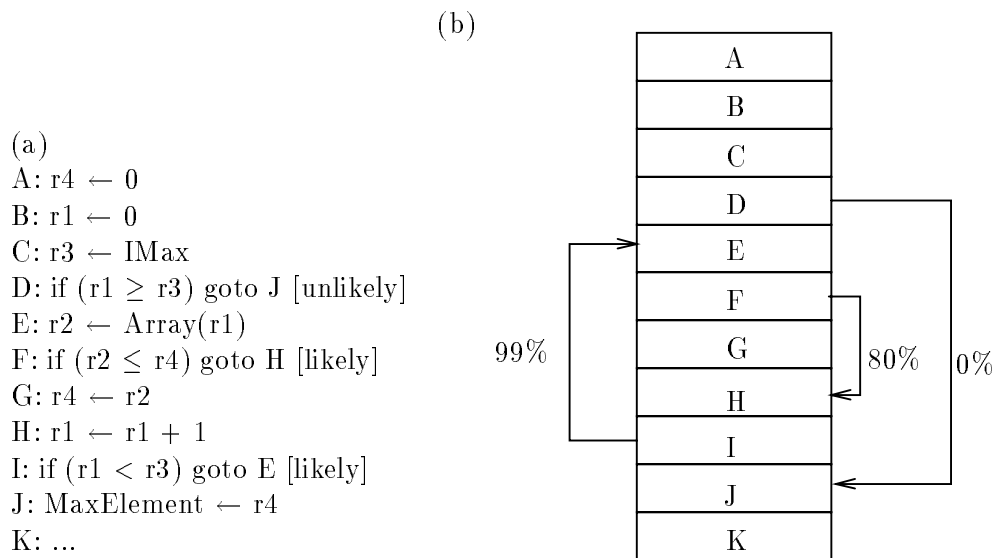 (a)
A: r4 ← 0
B: r1 ← 0
C: r3 ← IMax
D: if (r1 ≥ r3) goto J [unlikely]
E: r2 ← Array(r1)
F: if (r2 ≤ r4) goto H [likely]
G: r4 ← r2
H: r1 ← r1 + 1
I: if (r1 < r3) goto E [likely]
J: MaxElement ← r4
K: ...
(b)
A
B
C
D
E
F
G
H
I
J
K
99%
80%
0%